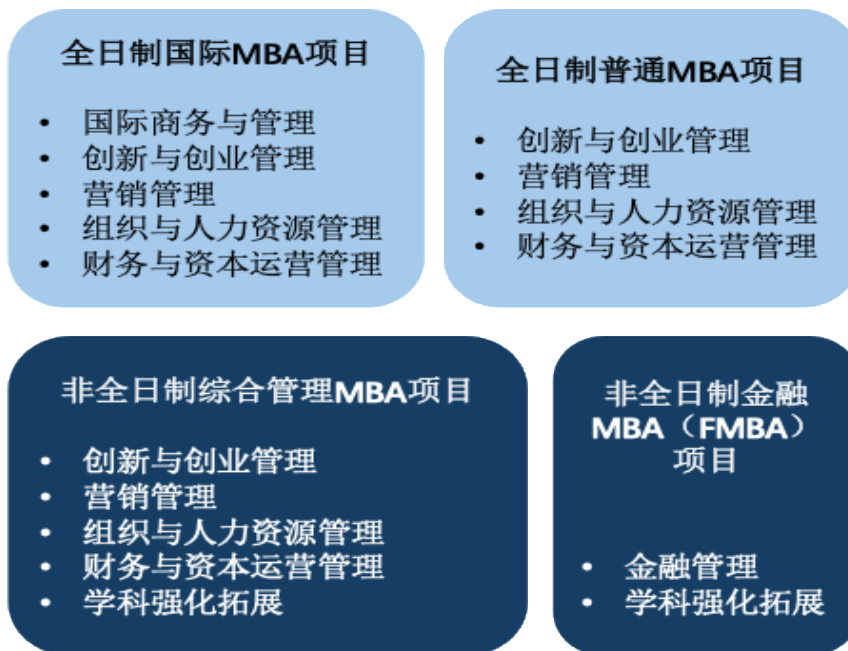 全日制国际MBA项目
• 国际商务与管理
• 创新与创业管理
• 营销管理
• 组织与人力资源管理
• 财务与资本运营管理
全日制普通MBA项目
• 创新与创业管理
• 营销管理
• 组织与人力资源管理
• 财务与资本运营管理
非全日制综合管理MBA项目
• 创新与创业管理
• 营销管理
• 组织与人力资源管理
• 财务与资本运营管理
• 学科强化拓展
非全日制金融
MBA（FMBA）
项目
• 金融管理
• 学科强化拓展